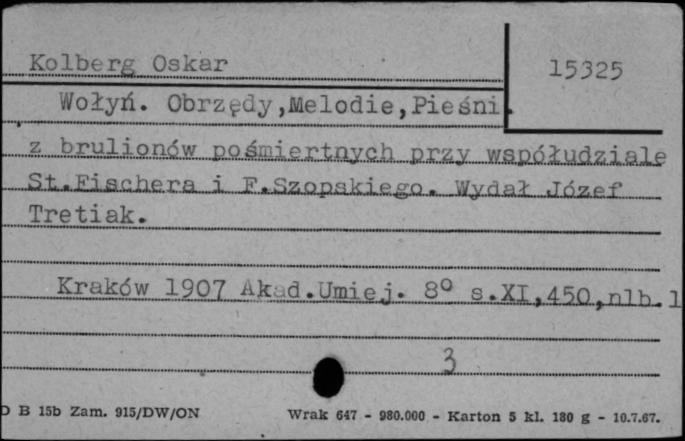 Kolberg Oskar
15325
Wołyń. Obrzędy,Melodie,Pieśni.
z brulionów pośmiertnych przy współudziale
St.Fischera i F.Szopskiego. Wydał Józef
Tretiak.
Kraków 1907 Akad.Umiej. 8° s.XI,450,nlb.1
3
D B 15b Zam. 915/DW/ON
Wrak 647 - 980.000 - Karton 5 kl. 180 g - 10.7.67.